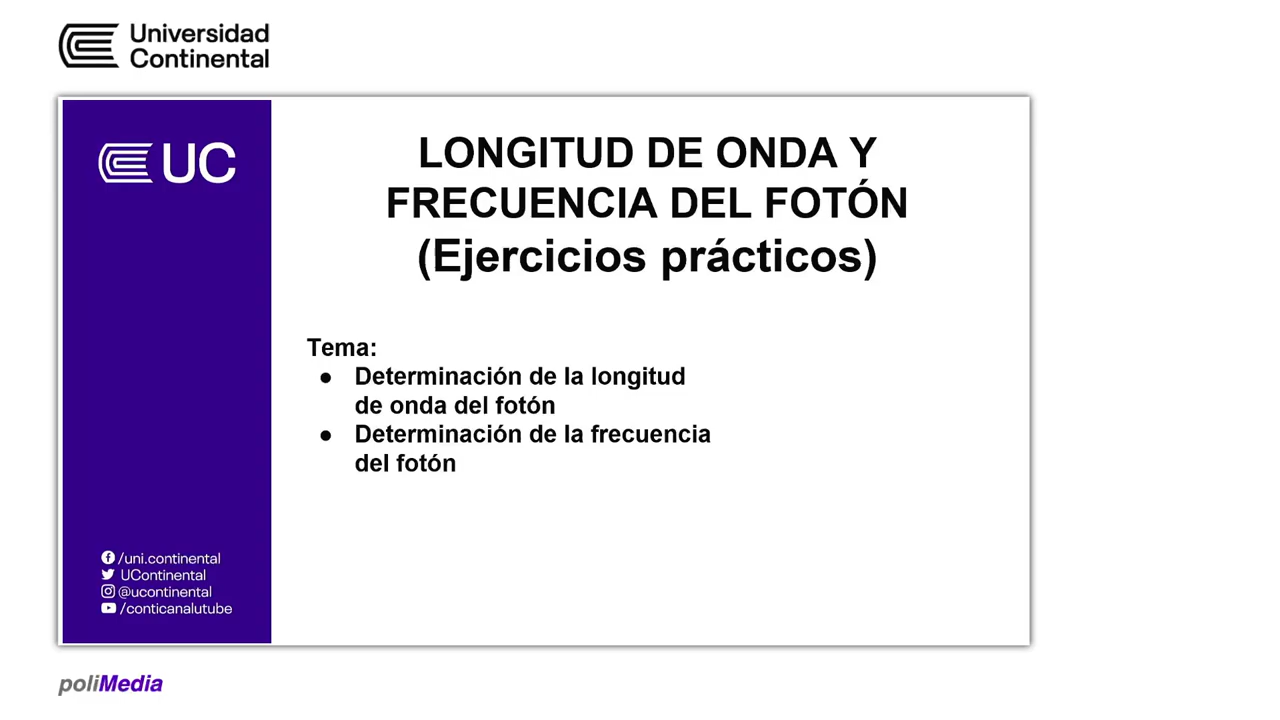 Universidad
Continental
UC
LONGITUD DE ONDA Y
FRECUENCIA DEL FOTÓN
(Ejercicios prácticos)
Tema:
● Determinación de la longitud
de onda del fotón
● Determinación de la frecuencia
del fotón
/uni.continental
UContinental
@ucontinental
/conticanalutube
poliMedia